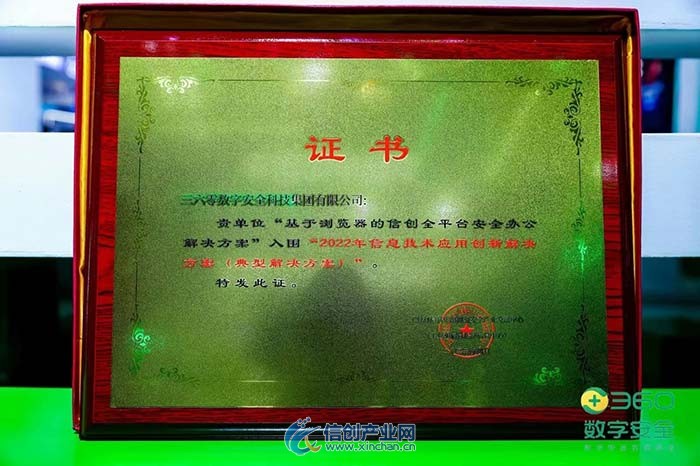 证书
三六零数字安全科技集团有限公司:
贵单位“基于浏览器的信创全平台安全办公
解决方案”入围“2022年信息技术应用创新解决
方案（典型解决方案）”。
特发此证。
360
数字安全
信创产业网
www.xinchan.cn